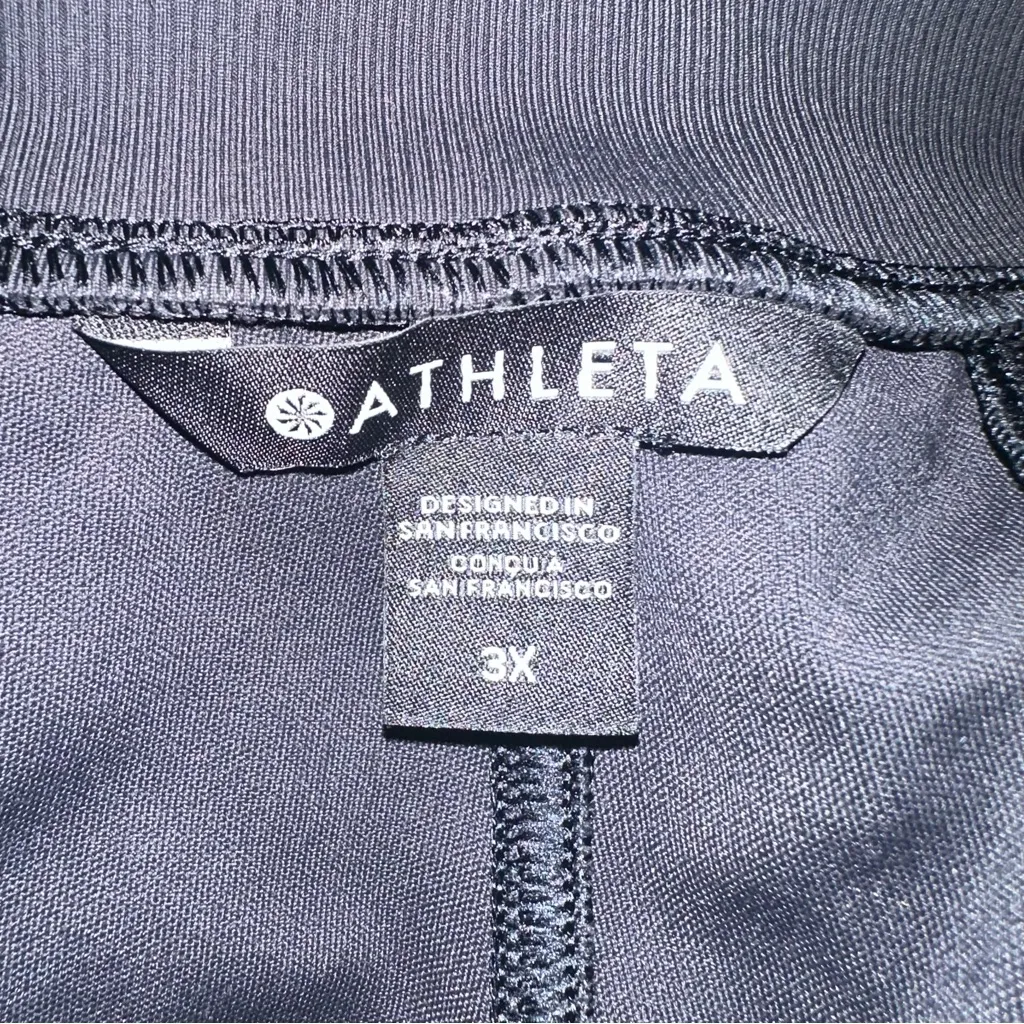 ATHLETA
DESIGNED IN
SAN FRANCISCO
CONÇU À
SAN FRANCISCO
3X